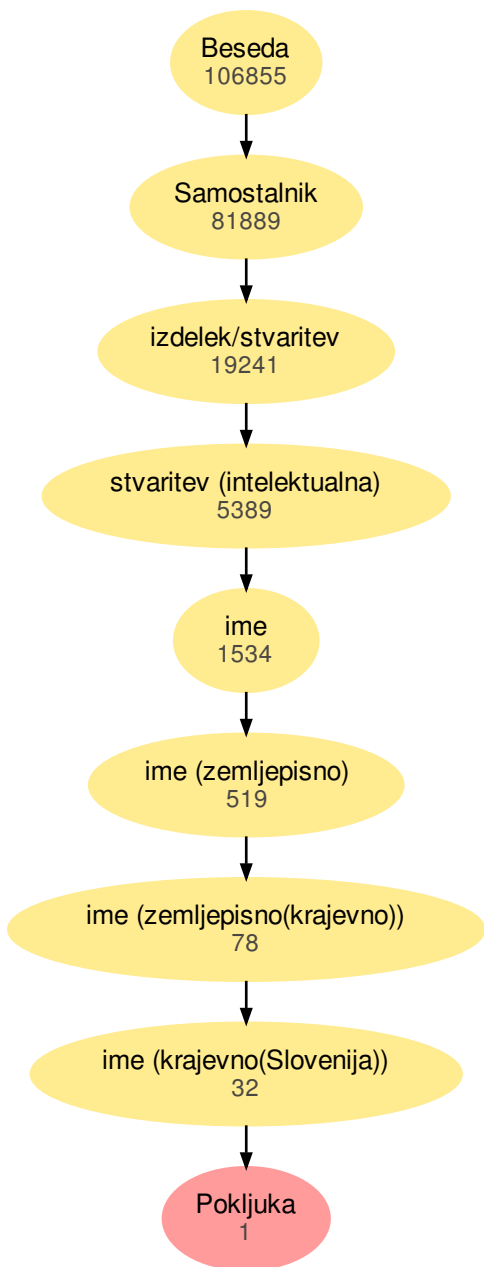 Beseda
106855
Samostalnik
81889
izdelek/stvaritev
19241
stvaritev (intelektualna)
5389
ime
1534
ime (zemljepisno)
519
ime (zemljepisno(krajevno))
78
ime (krajevno(Slovenija))
32
Pokljuka
1